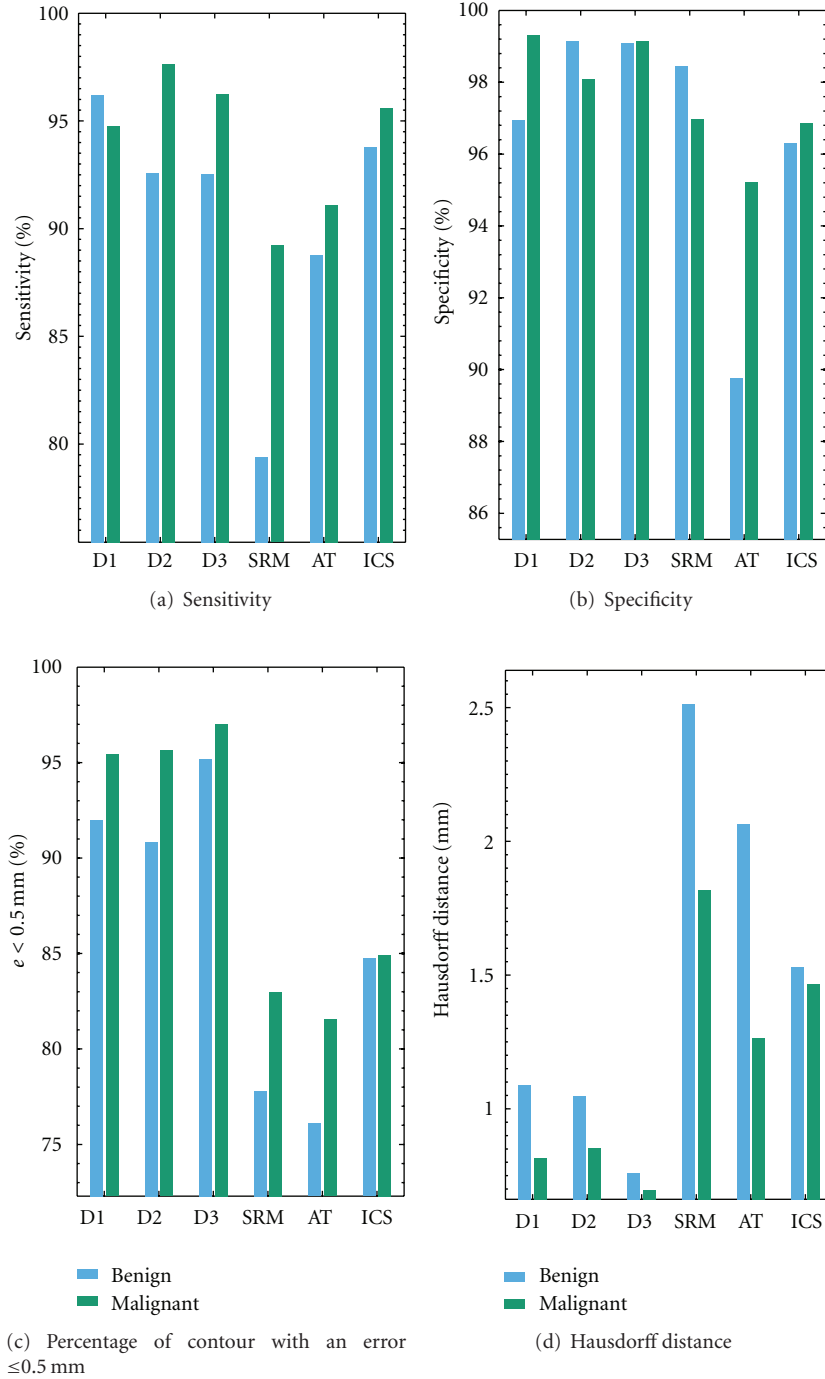 100
95
90
85
80
Sensitivity (%)
D1 D2 D3 SRM AT ICS
(a) Sensitivity
100
98
96
94
92
90
88
86
Specificity (%)
D1 D2 D3 SRM AT ICS
(b) Specificity
100
95
90
85
80
75
e < 0.5 mm (%)
D1 D2 D3 SRM AT ICS
Benign
Malignant
(c) Percentage of contour with an error
≤0.5 mm
2.5
2
1.5
1
Hausdorff distance (mm)
D1 D2 D3 SRM AT ICS
Benign
Malignant
(d) Hausdorff distance